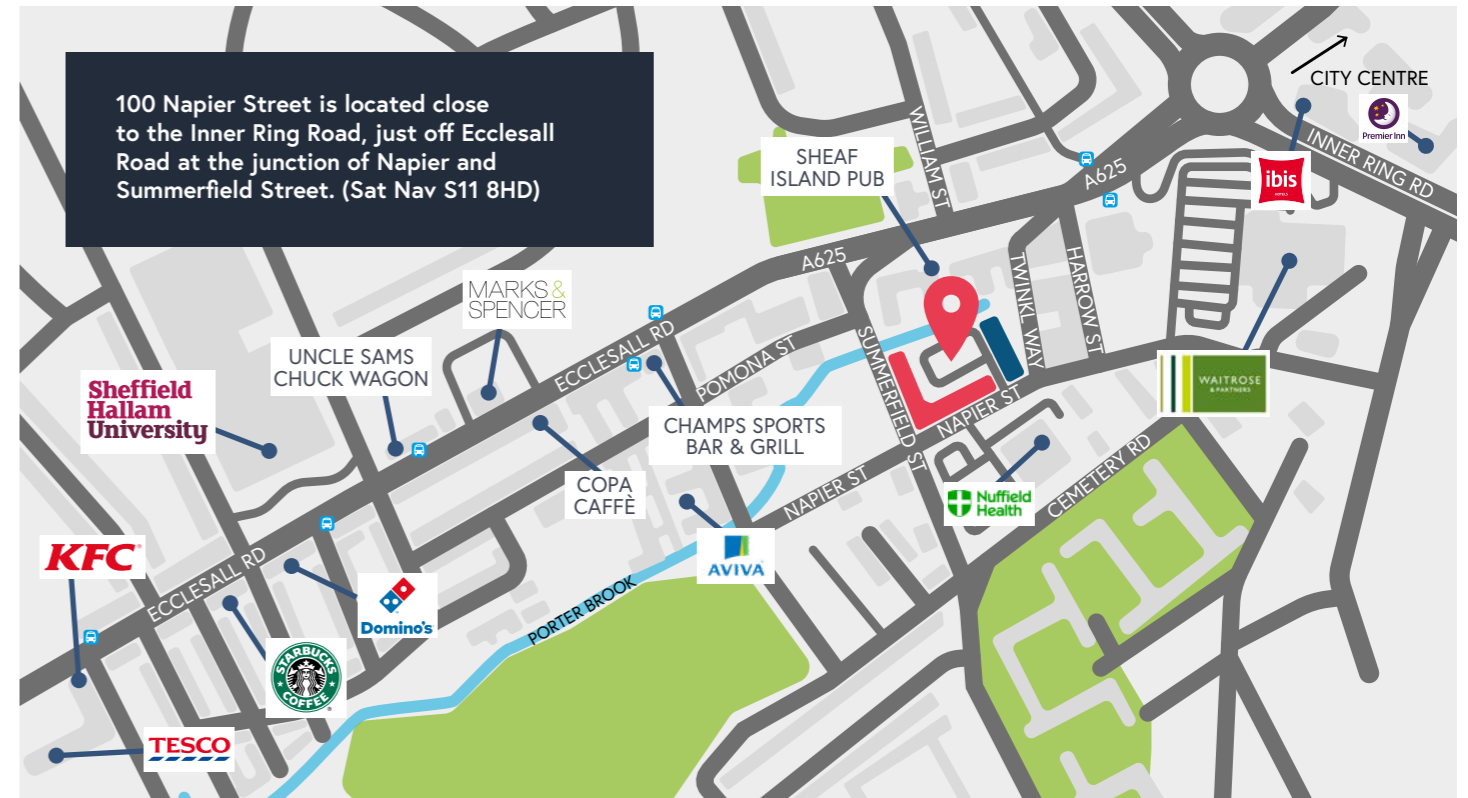 100 Napier Street is located close
to the Inner Ring Road, just off Ecclesall
Road at the junction of Napier and
Summerfield Street. (Sat Nav S11 8HD)
CITY CENTRE
Premier Inn
INNER RING RD
ibis
HOTELS
WILLIAM ST
A625
SHEAF
ISLAND PUB
A625
TWINKL WAY
HARROW ST
MARKS&
SPENCER
ECCLESALL RD
POMONA ST
SUMMERFIELD ST
NAPIER ST
WAITROSE
& PARTNERS
UNCLE SAMS
CHUCK WAGON
Sheffield
Hallam
University
CHAMPS SPORTS
BAR & GRILL
COPA
CAFFÈ
NAPIER ST
Nuffield
Health
CEMETERY RD
AVIVA
KFC
ECCLESALL RD
Domino's
PORTER BROOK
STARBUCKS
COFFEE
TESCO